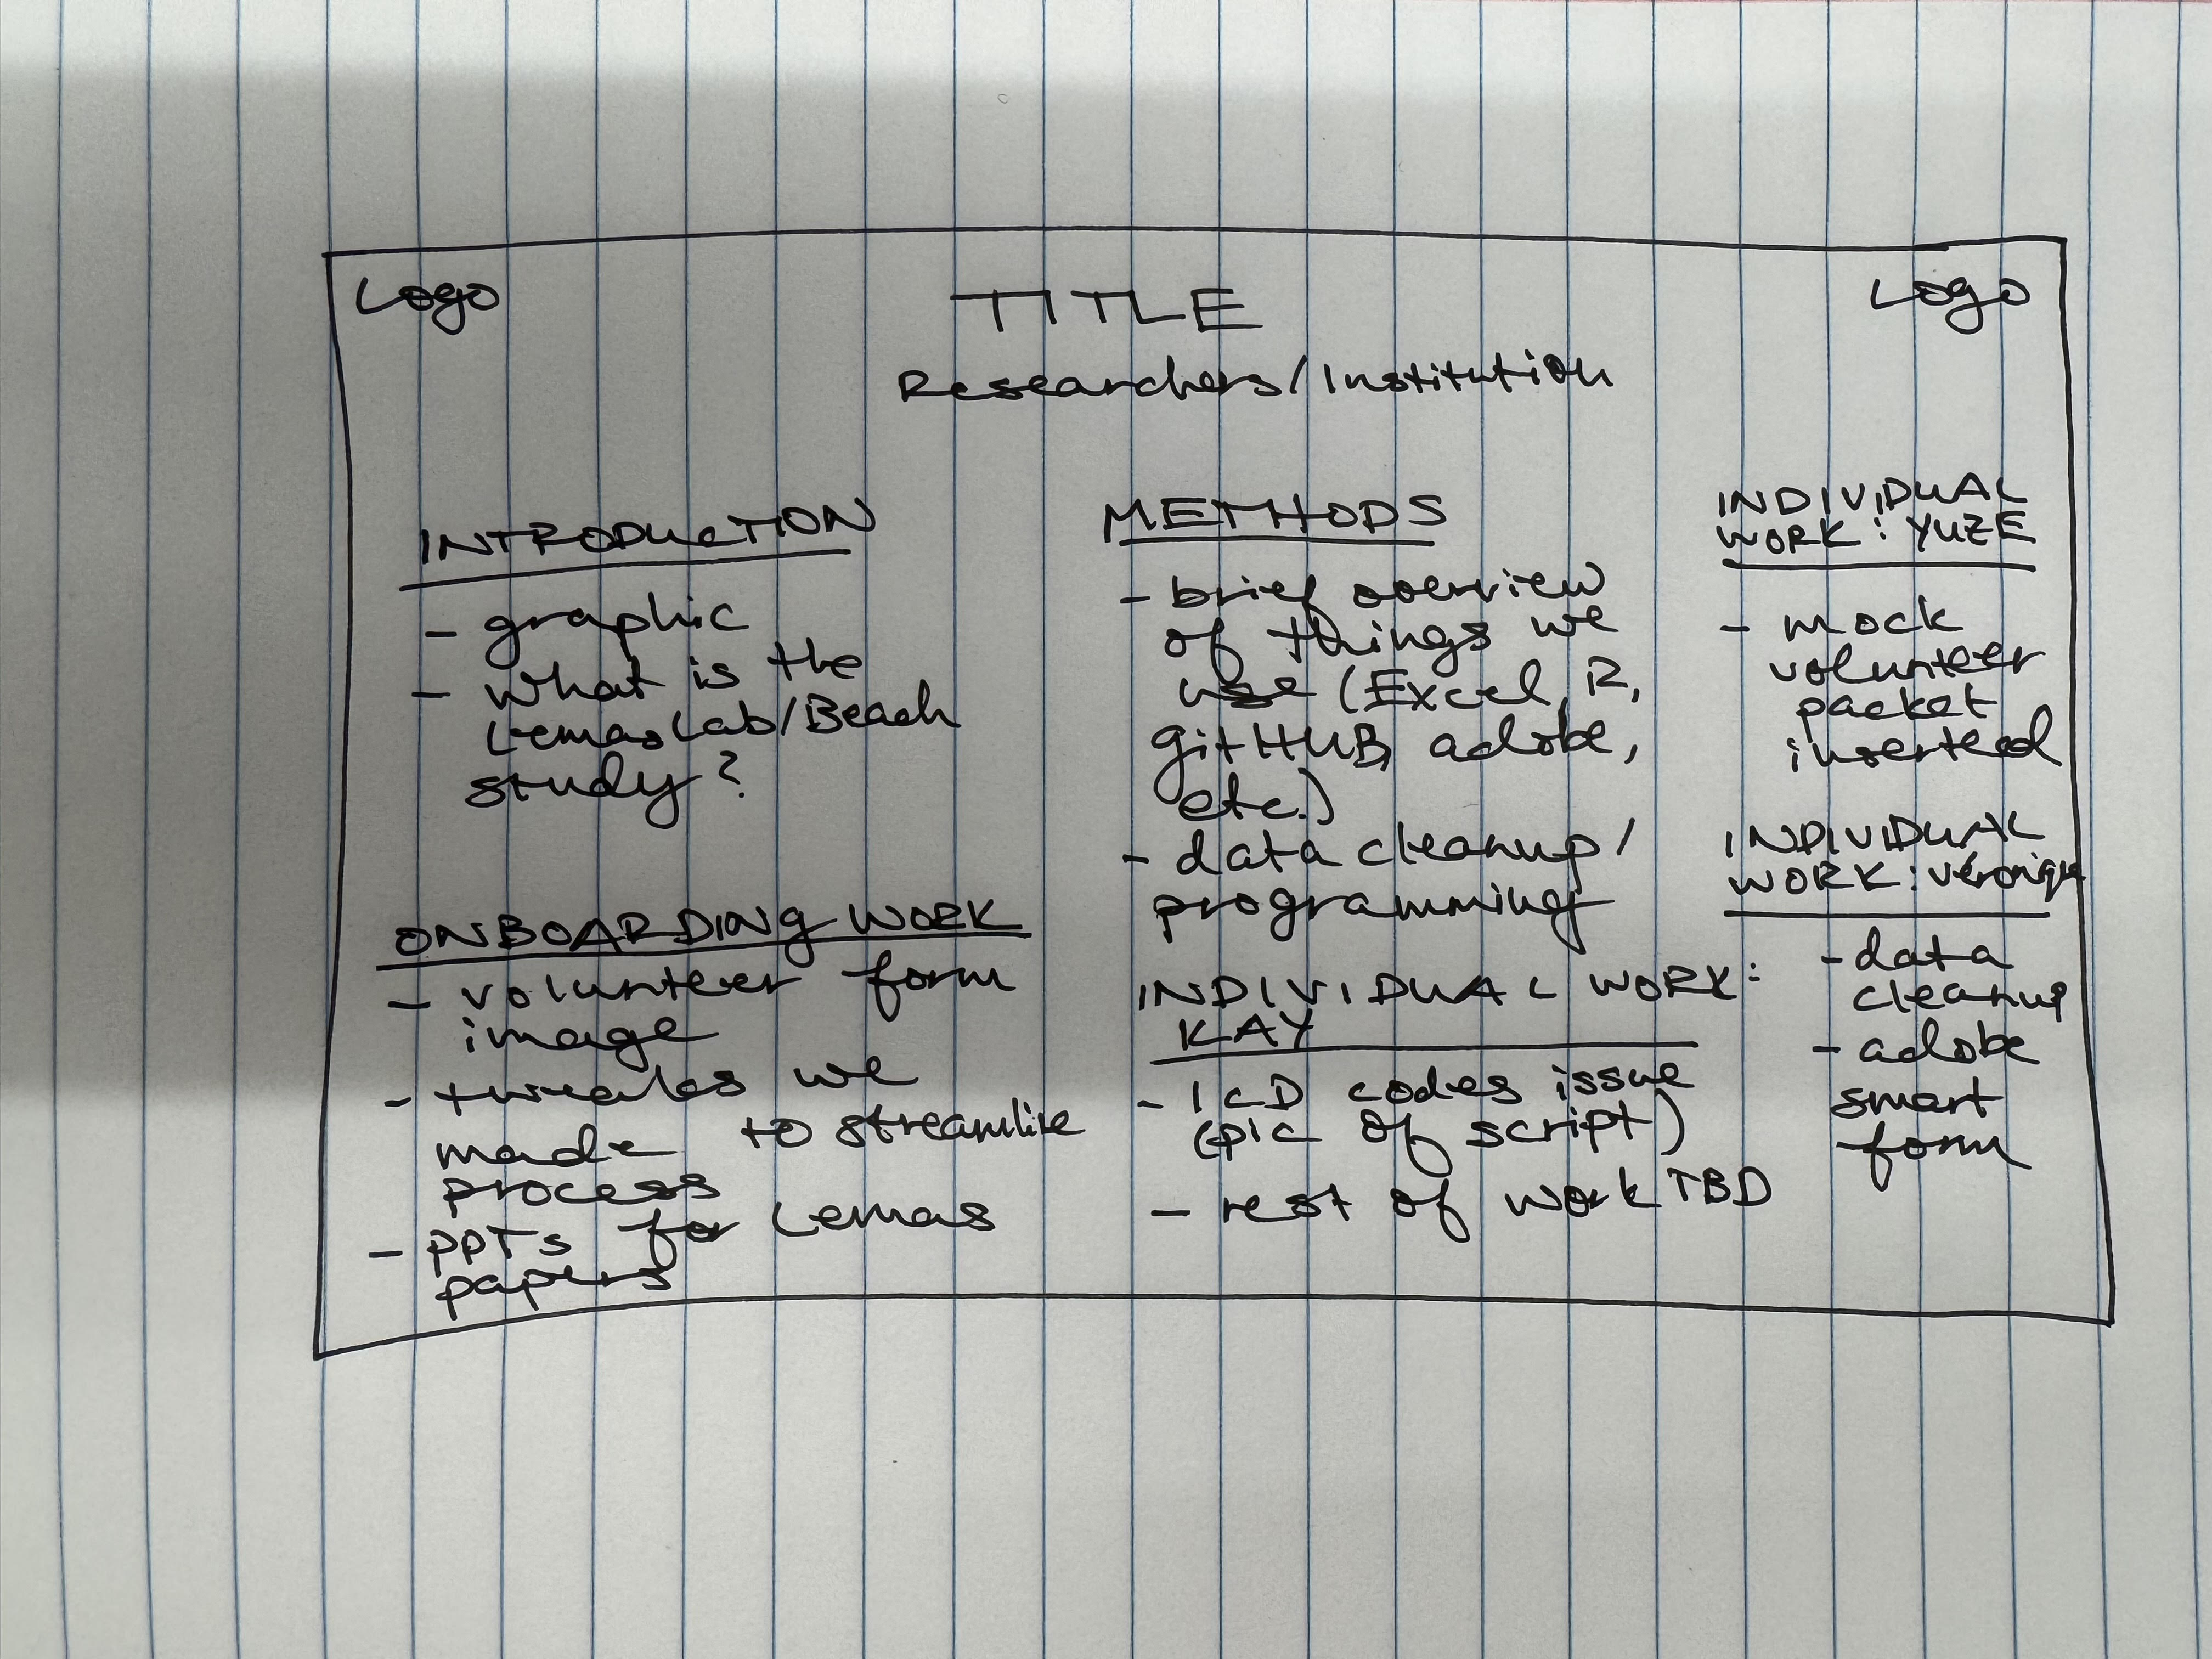 Logo
TITLE
Logo
Researchers/Institution
INTRODUCTION
- graphic
- what is the
Lemas Lab/Beach
study?
ONBOARDING WORK
- volunteer form
image
- tweaks we
made to streamline
process
- PPTs for Lemas
papers
METHODS
- brief overview
of things we
use (Excel, R,
gitHUB, adobe,
etc.)
- data cleanup/
programming
INDIVIDUAL WORK:
KAY
- ICD codes issue
(pic of script)
- rest of work TBD
INDIVIDUAL
WORK: YUZE
- mock
volunteer
packet
inserted
INDIVIDUAL
WORK: Véronique
- data
cleanup
- adobe
smart
form